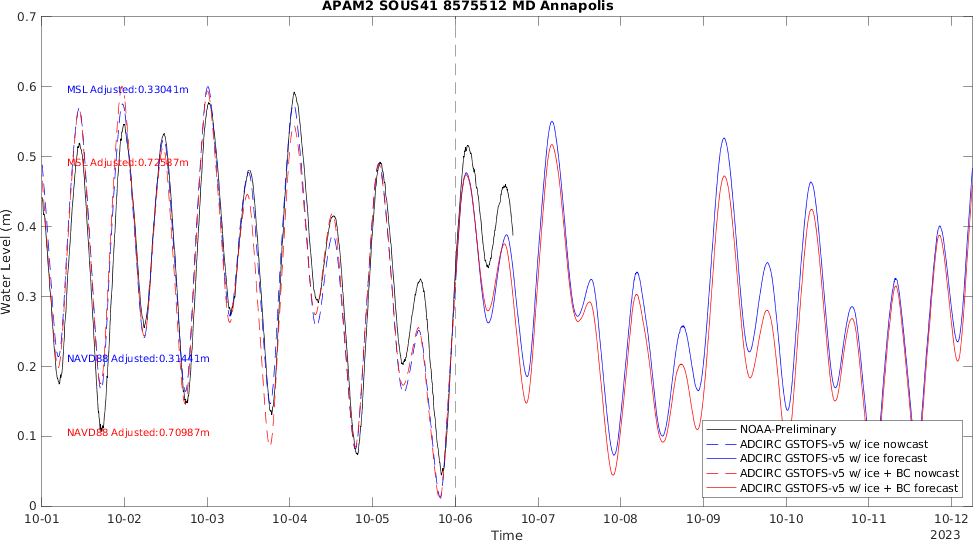 APAM2 SOUS41 8575512 MD Annapolis
0.7
0.6
0.5
0.4
0.3
0.2
0.1
0
Water Level (m)
MSL Adjusted:0.33041m
MSL Adjusted:0.72587m
NAVD88 Adjusted:0.31441m
NAVD88 Adjusted:0.70987m
NOAA-Preliminary
ADCIRC GSTOFS-v5 w/ ice nowcast
ADCIRC GSTOFS-v5 w/ ice forecast
ADCIRC GSTOFS-v5 w/ ice + BC nowcast
ADCIRC GSTOFS-v5 w/ ice + BC forecast
10-01 10-02 10-03 10-04 10-05 10-06 10-07 10-08 10-09 10-10 10-11 10-12
Time
2023